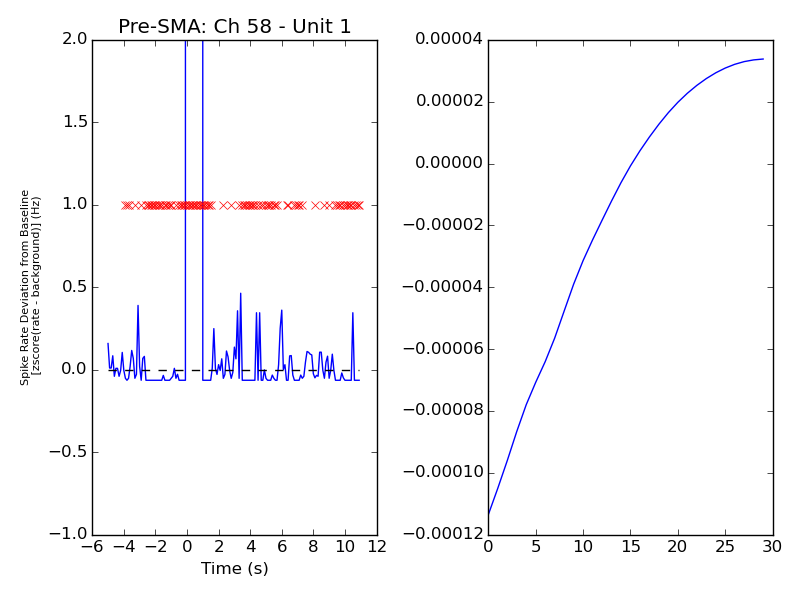 Pre-SMA: Ch 58 - Unit 1
2.0
1.5
1.0
0.5
0.0
−0.5
−1.0
Spike Rate Deviation from Baseline
[zscore(rate - background)] (Hz)
−6 −4 −2 0 2 4 6 8 10 12
Time (s)
0.00004
0.00002
0.00000
−0.00002
−0.00004
−0.00006
−0.00008
−0.00010
−0.00012
0 5 10 15 20 25 30